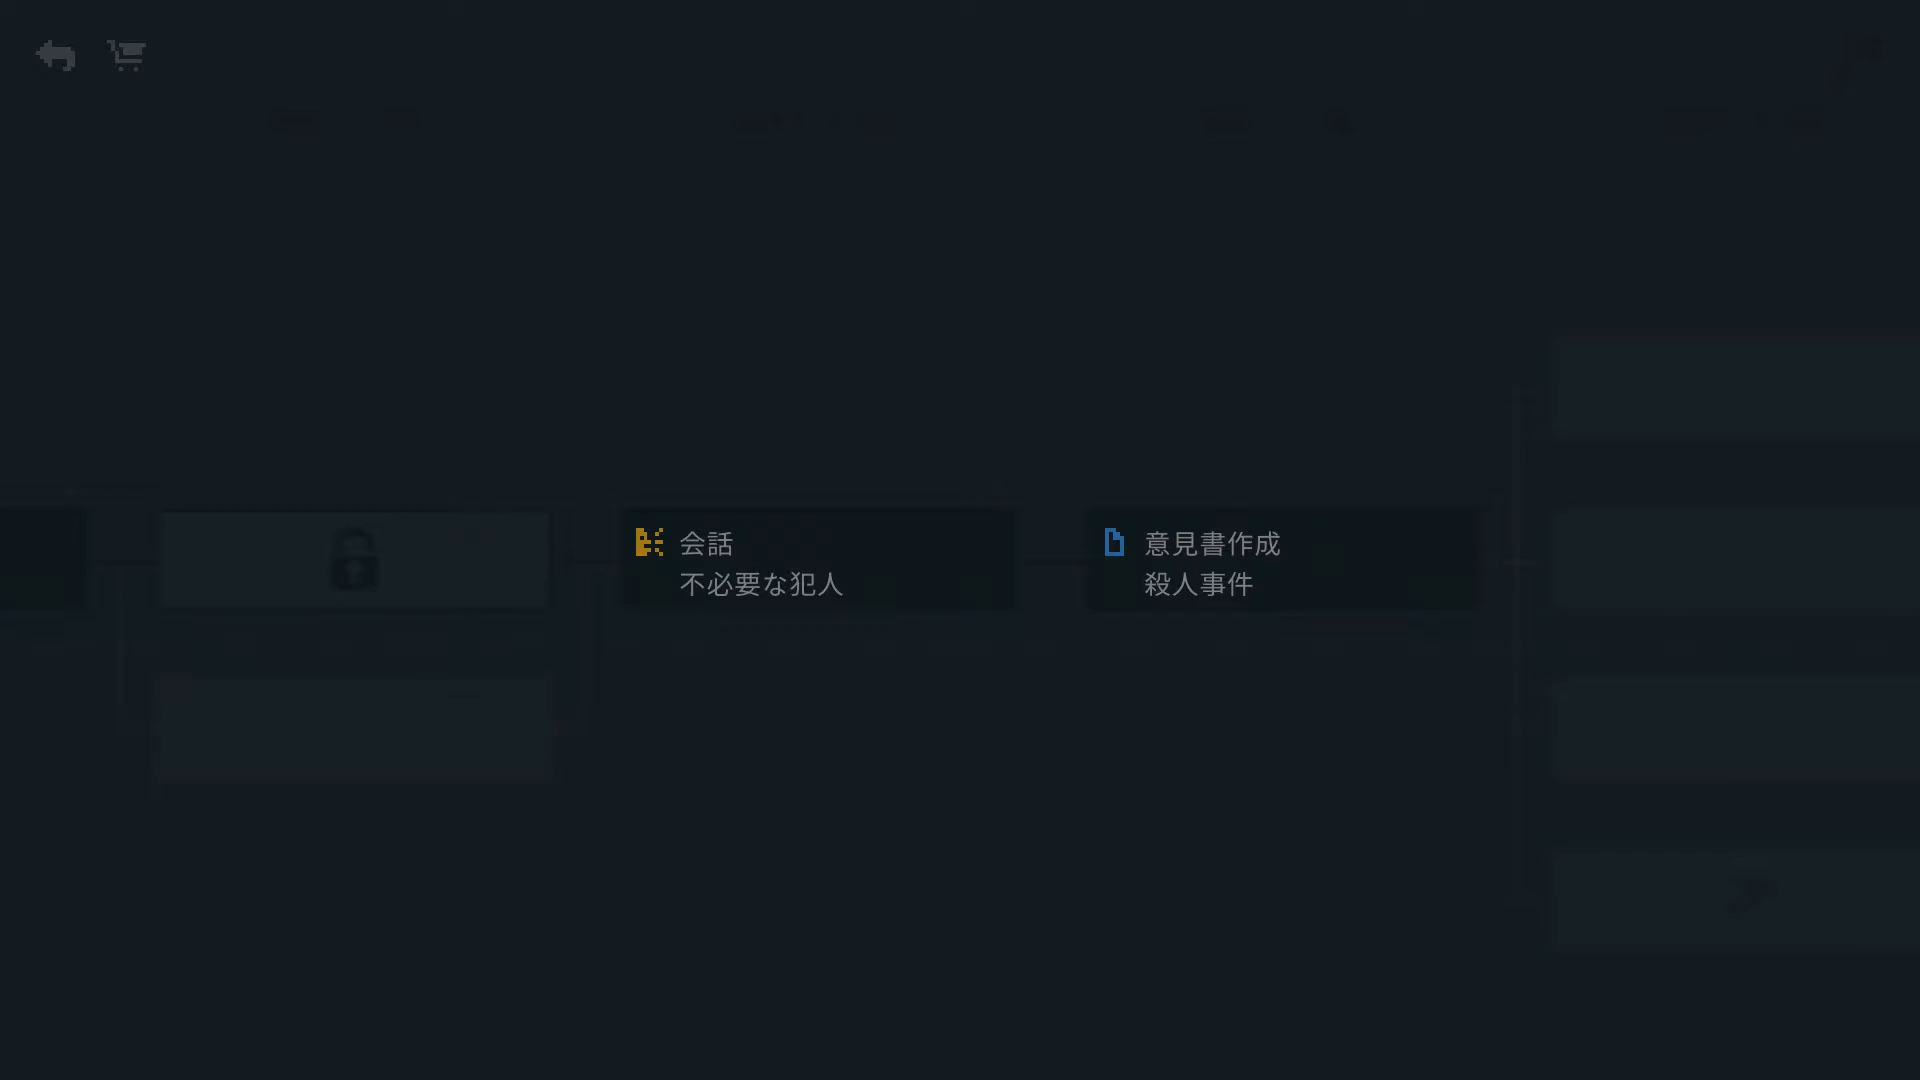 会話
不必要な犯人
意見書作成
殺人事件